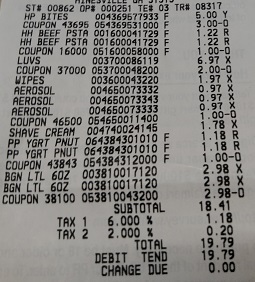 ST# 00862 OP# 000251 TE# 03 TR# 08317
HP BITES 004369577933 F 5.00 Y
COUPON 43695 054369531000 F 3.00-O
HH BEEF PSTA 001600041729 F 1.22 R
HH BEEF PSTA 001600041729 F 1.22 R
COUPON 16000 051600058000 F 1.00-O
LUVS 003700086119 6.97 X
COUPON 37000 053700048200 2.00-O
WIPES 003600043220 1.97 X
AEROSOL 004650073332 0.97 X
AEROSOL 004650073343 0.97 X
AEROSOL 004650073333 0.97 X
COUPON 46500 054650011400 1.00-O
SHAVE CREAM 004740024145 1.78 X
PP YGRT PNUT 064384301010 F 1.18 R
PP YGRT PNUT 064384301010 F 1.18 R
COUPON 43843 054384312000 F 1.00-O
BGN LTL 6OZ 003810017120 2.98 X
BGN LTL 6OZ 003810017120 2.98 X
COUPON 38100 053810043200 2.98-O
SUBTOTAL 18.41
TAX 1 6.000 % 1.18
TAX 2 2.000 % 0.20
TOTAL 19.79
DEBIT TEND 19.79
CHANGE DUE 0.00